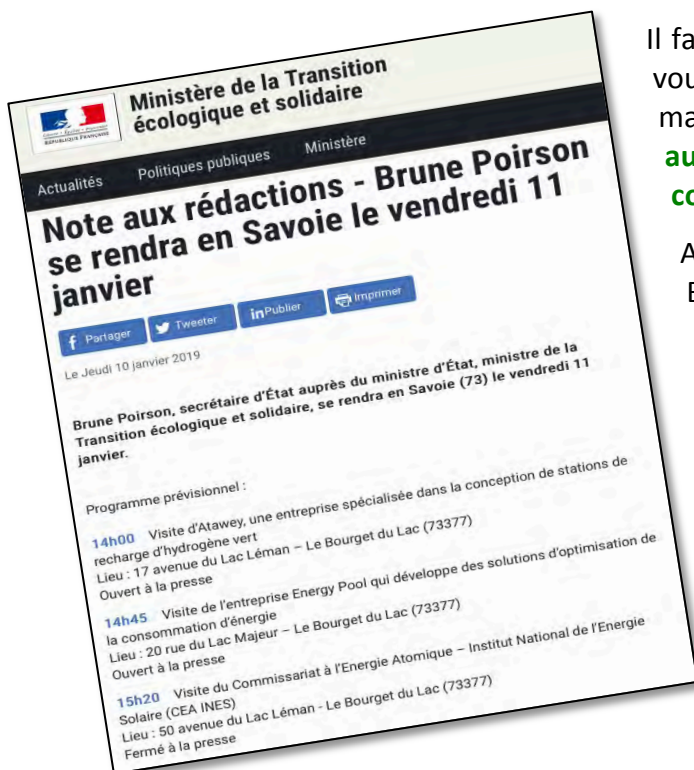 Ministère de la Transition
écologique et solidaire
Actualités Politiques publiques Ministère
Note aux rédactions - Brune Poirson
se rendra en Savoie le vendredi 11
janvier
Partager Tweeter Publier Imprimer
Le Jeudi 10 janvier 2019
Brune Poirson, secrétaire d'État auprès du ministre d'État, ministre de la
Transition écologique et solidaire, se rendra en Savoie (73) le vendredi 11
janvier.
Programme prévisionnel :
14h00 Visite d'Atawey, une entreprise spécialisée dans la conception de stations de
recharge d'hydrogène vert
Lieu : 17 avenue du Lac Léman – Le Bourget du Lac (73377)
Ouvert à la presse
14h45 Visite de l'entreprise Energy Pool qui développe des solutions d'optimisation de
la consommation d'énergie
Lieu : 20 rue du Lac Majeur – Le Bourget du Lac (73377)
Ouvert à la presse
15h20 Visite du Commissariat à l'Energie Atomique – Institut National de l'Energie
Solaire (CEA INES)
Lieu : 50 avenue du Lac Léman - Le Bourget du Lac (73377)
Fermé à la presse
Il fa
vou
ma
au
co
A